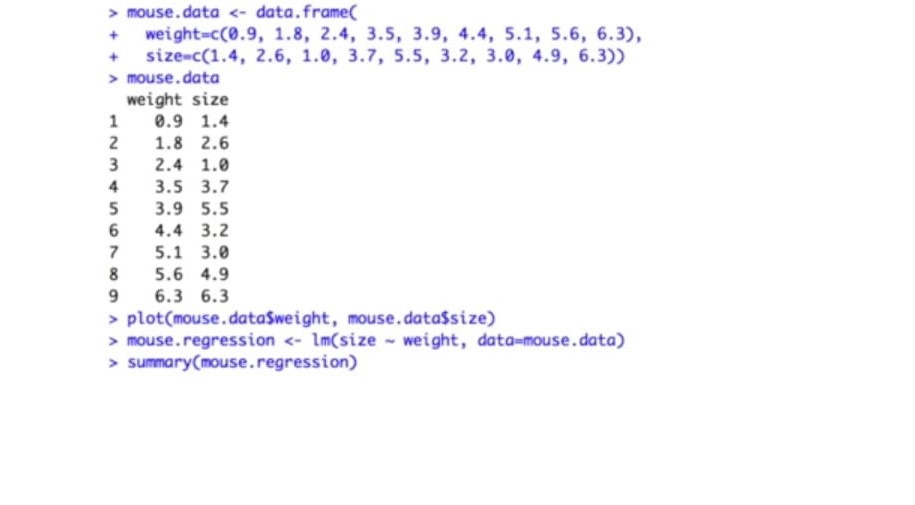 > mouse.data <- data.frame(
+   weight=c(0.9, 1.8, 2.4, 3.5, 3.9, 4.4, 5.1, 5.6, 6.3),
+   size=c(1.4, 2.6, 1.0, 3.7, 5.5, 3.2, 3.0, 4.9, 6.3))
> mouse.data
  weight size
1    0.9  1.4
2    1.8  2.6
3    2.4  1.0
4    3.5  3.7
5    3.9  5.5
6    4.4  3.2
7    5.1  3.0
8    5.6  4.9
9    6.3  6.3
> plot(mouse.data$weight, mouse.data$size)
> mouse.regression <- lm(size ~ weight, data=mouse.data)
> summary(mouse.regression)